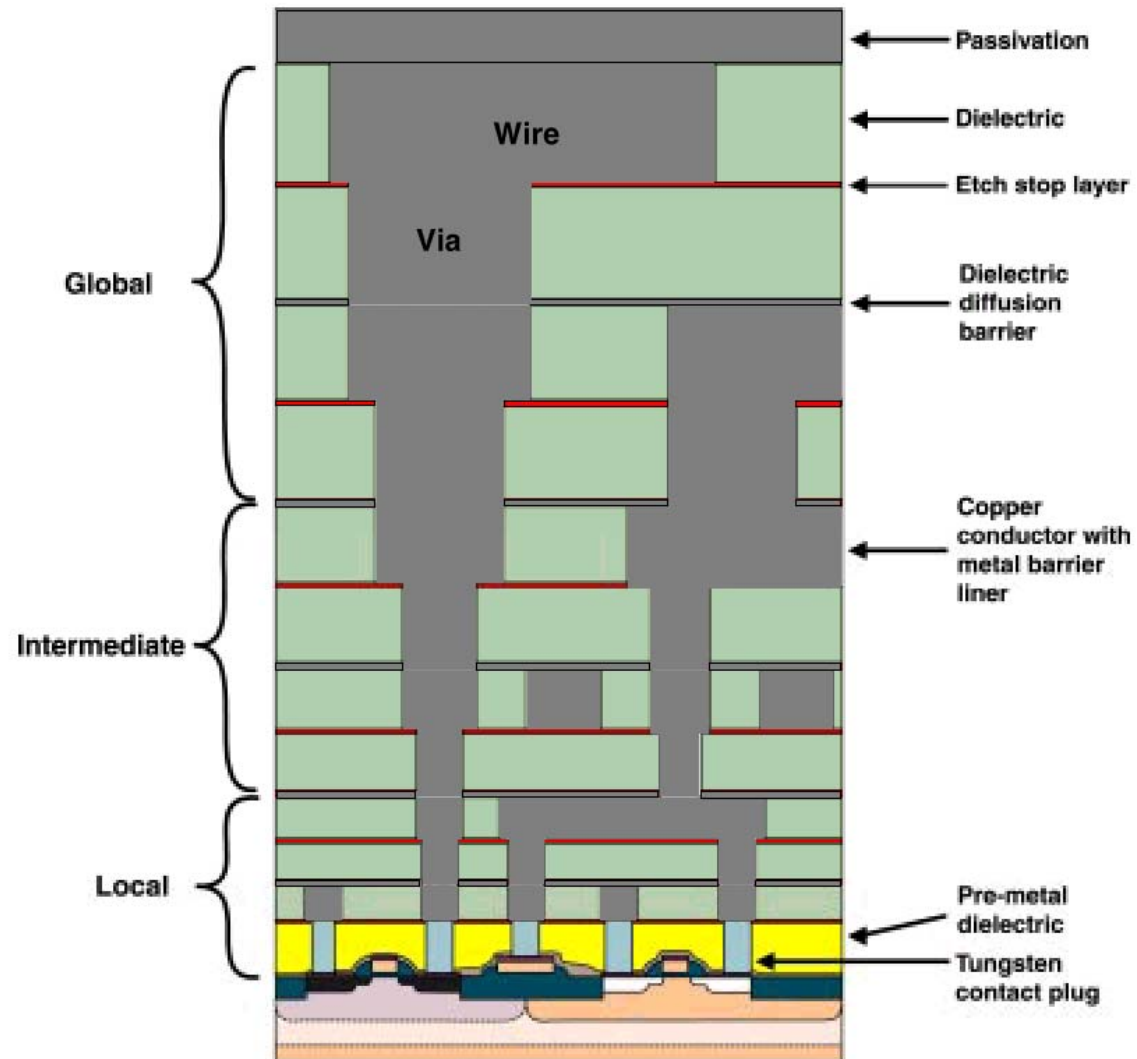 Passivation
Wire
Dielectric
Etch stop layer
Via
Global
Dielectric
diffusion
barrier
Copper
conductor with
metal barrier
liner
Intermediate
Local
Pre-metal
dielectric
Tungsten
contact plug